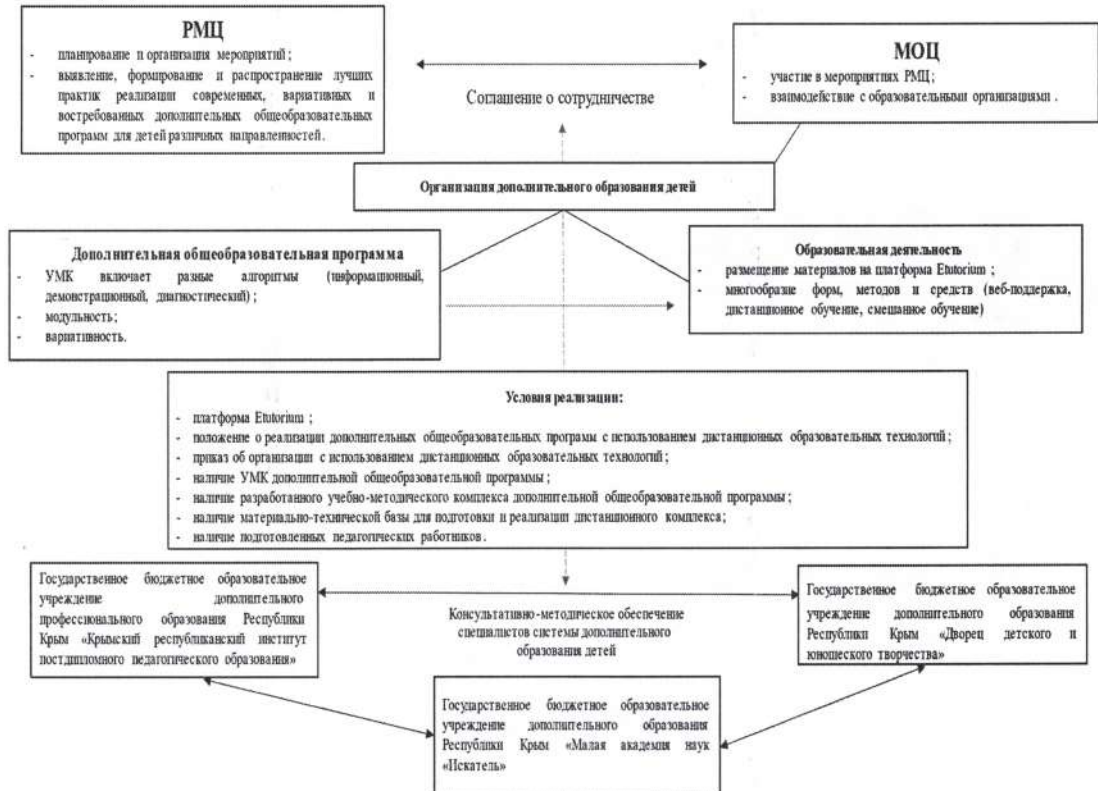 РМЦ
- планирование и организация мероприятий;
- выявление, формирование и распространение лучших
практик реализации современных, вариативных и
востребованных дополнительных общеобразовательных
программ для детей различных направленностей.
МОЦ
- участие в мероприятиях РМЦ;
- взаимодействие с образовательными организациями.
Соглашение о сотрудничестве
Организация дополнительного образования детей
Дополнительная общеобразовательная программа
- УМК включает разные алгоритмы (информационный,
демонстрационный, диагностический);
- модульность;
- вариативность.
Образовательная деятельность
- размещение материалов на платформа Etutorium;
- многообразие форм, методов и средств (веб-поддержка,
дистанционное обучение, смешанное обучение)
Условия реализации:
- платформа Etutorium;
- положение о реализации дополнительных общеобразовательных программ с использованием дистанционных образовательных технологий;
- приказ об организации с использованием дистанционных образовательных технологий;
- наличие УМК дополнительной общеобразовательной программы;
- наличие разработанного учебно-методического комплекса дополнительной общеобразовательной программы;
- наличие материально-технической базы для подготовки и реализации дистанционного комплекса;
- наличие подготовленных педагогических работников.
Государственное бюджетное образовательное
учреждение дополнительного
профессионального образования Республики
Крым «Крымский республиканский институт
постдипломного педагогического образования»
Консультативно-методическое обеспечение
специалистов системы дополнительного
образования детей
Государственное бюджетное образовательное
учреждение дополнительного образования
Республики Крым «Дворец детского и
юношеского творчества»
Государственное бюджетное образовательное
учреждение дополнительного образования
Республики Крым «Малая академия наук
«Искатель»